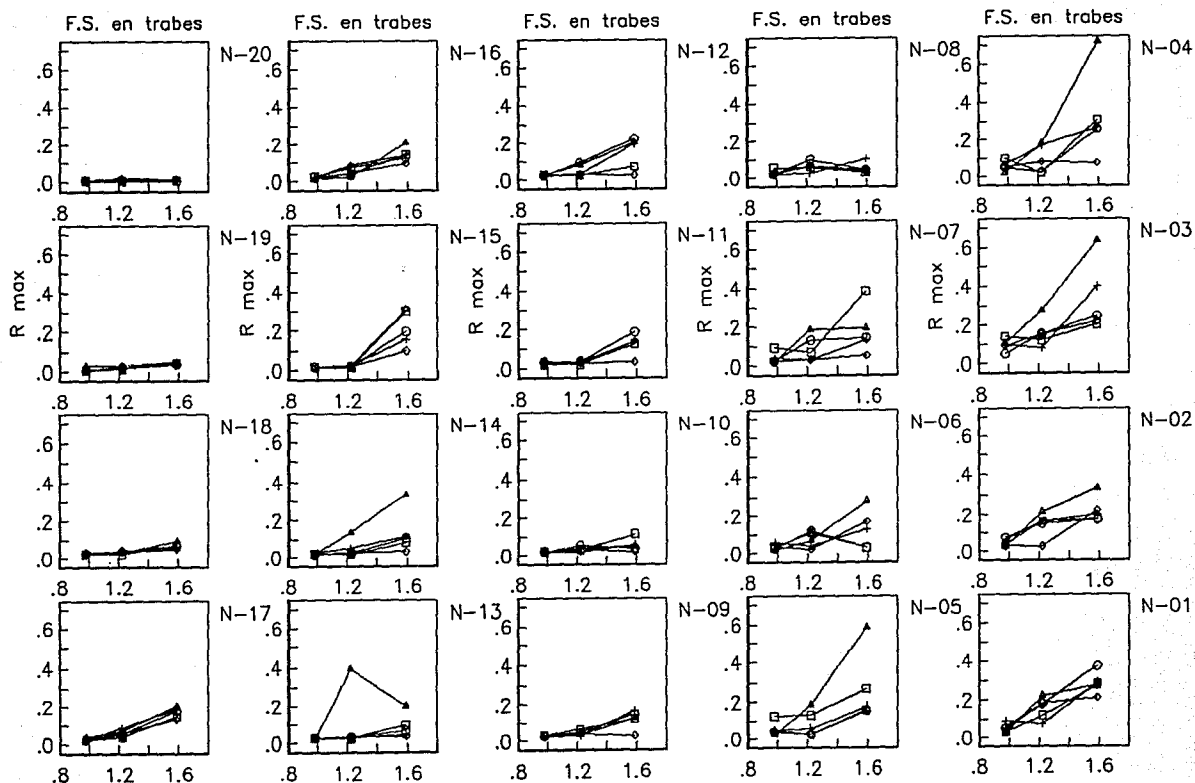 F.S. en trabes F.S. en trabes F.S. en trabes F.S. en trabes F.S. en trabes
.6 N-20 .6 N-16 .6 N-12 .6 N-08 .6 N-04
.4 .4 .4 .4 .4
.2 .2 .2 .2 .2
.0 .0 .0 .0 .0
.8 1.2 1.6 .8 1.2 1.6 .8 1.2 1.6 .8 1.2 1.6 .8 1.2 1.6
.6 N-19 .6 N-15 .6 N-11 .6 N-07 .6 N-03
R max R max R max R max
.4 .4 .4 .4 .4
.2 .2 .2 .2 .2
.0 .0 .0 .0 .0
.8 1.2 1.6 .8 1.2 1.6 .8 1.2 1.6 .8 1.2 1.6 .8 1.2 1.6
.6 N-18 .6 N-14 .6 N-10 .6 N-06 .6 N-02
.4 .4 .4 .4 .4
.2 .2 .2 .2 .2
.0 .0 .0 .0 .0
.8 1.2 1.6 .8 1.2 1.6 .8 1.2 1.6 .8 1.2 1.6 .8 1.2 1.6
.6 N-17 .6 N-13 .6 N-09 .6 N-05 .6 N-01
.4 .4 .4 .4 .4
.2 .2 .2 .2 .2
.0 .0 .0 .0 .0
.8 1.2 1.6 .8 1.2 1.6 .8 1.2 1.6 .8 1.2 1.6 .8 1.2 1.6